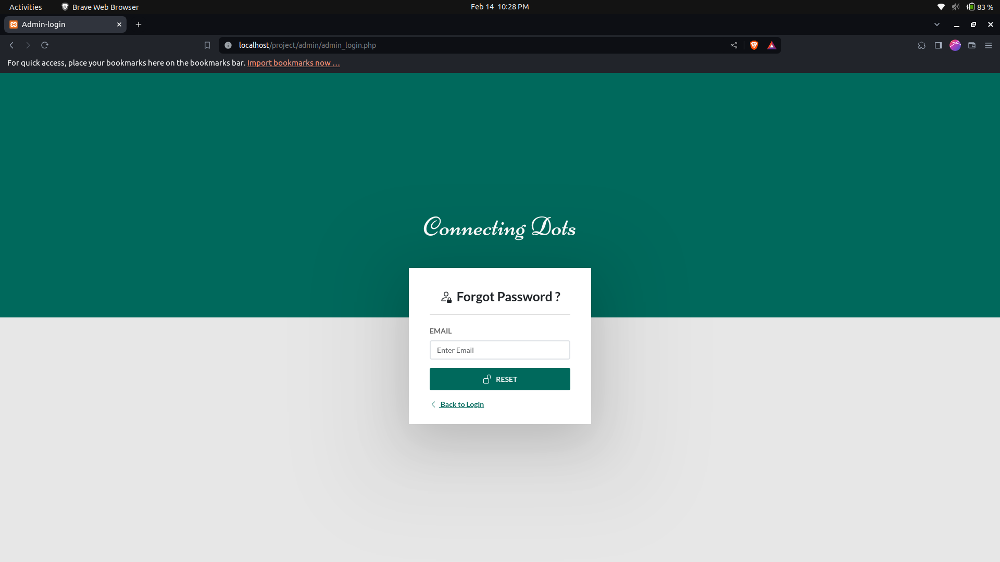 Activities
Brave Web Browser
Feb 14 10:28 PM
83 %
Admin-login
localhost/project/admin/admin_login.php
For quick access, place your bookmarks here on the bookmarks bar. Import bookmarks now …
Connecting Dots
Forgot Password ?
EMAIL
Enter Email
RESET
Back to Login